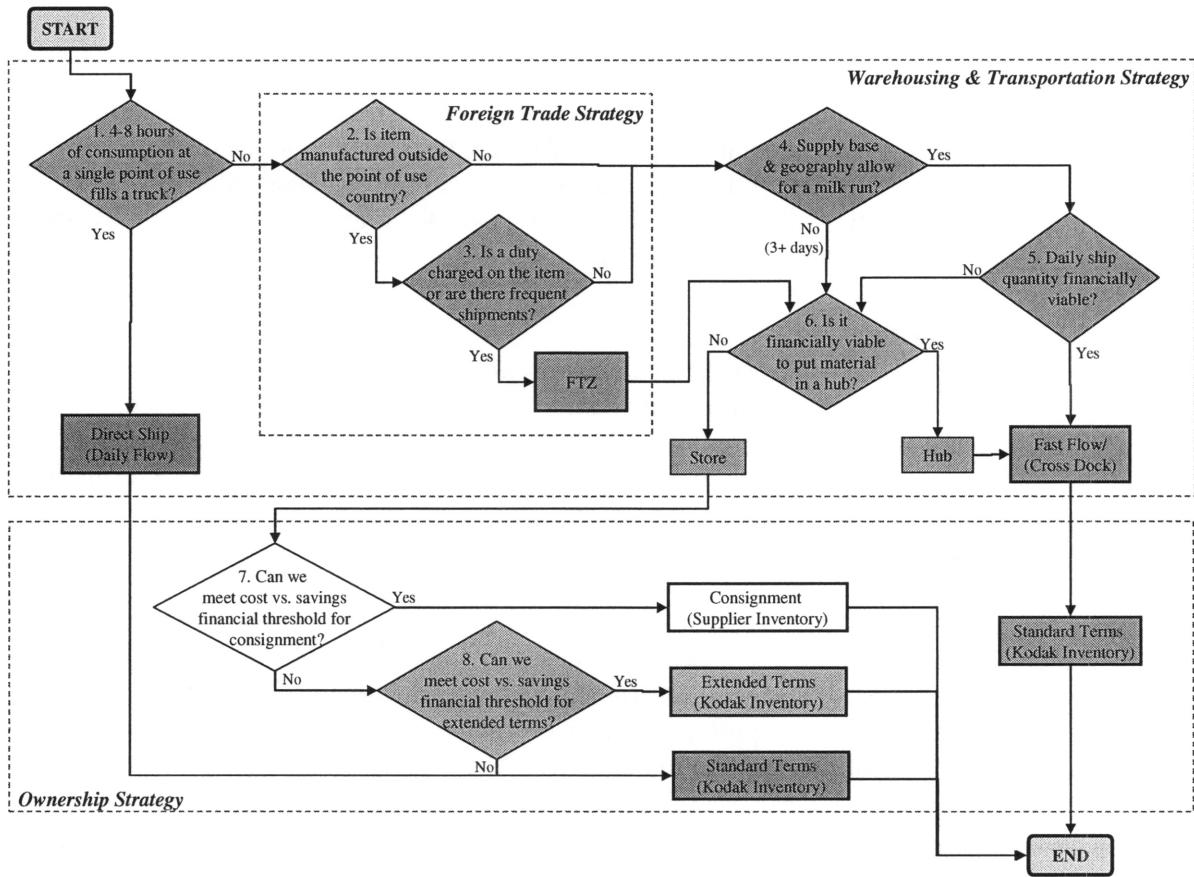 START
Warehousing & Transportation Strategy
Foreign Trade Strategy
1. 4-8 hours
of consumption at
a single point of use
fills a truck?
No
Yes
2. Is item
manufactured outside
the point of use
country?
No
Yes
3. Is a duty
charged on the item
or are there frequent
shipments?
No
Yes
FTZ
4. Supply base
& geography allow
for a milk run?
Yes
No
(3+ days)
5. Daily ship
quantity financially
viable?
No
Yes
6. Is it
financially viable
to put material
in a hub?
No
Yes
Direct Ship
(Daily Flow)
Store
Hub
Fast Flow/
(Cross Dock)
7. Can we
meet cost vs. savings
financial threshold for
consignment?
Yes
No
Consignment
(Supplier Inventory)
8. Can we
meet cost vs. savings
financial threshold for
extended terms?
Yes
No
Extended Terms
(Kodak Inventory)
Standard Terms
(Kodak Inventory)
Standard Terms
(Kodak Inventory)
Ownership Strategy
END